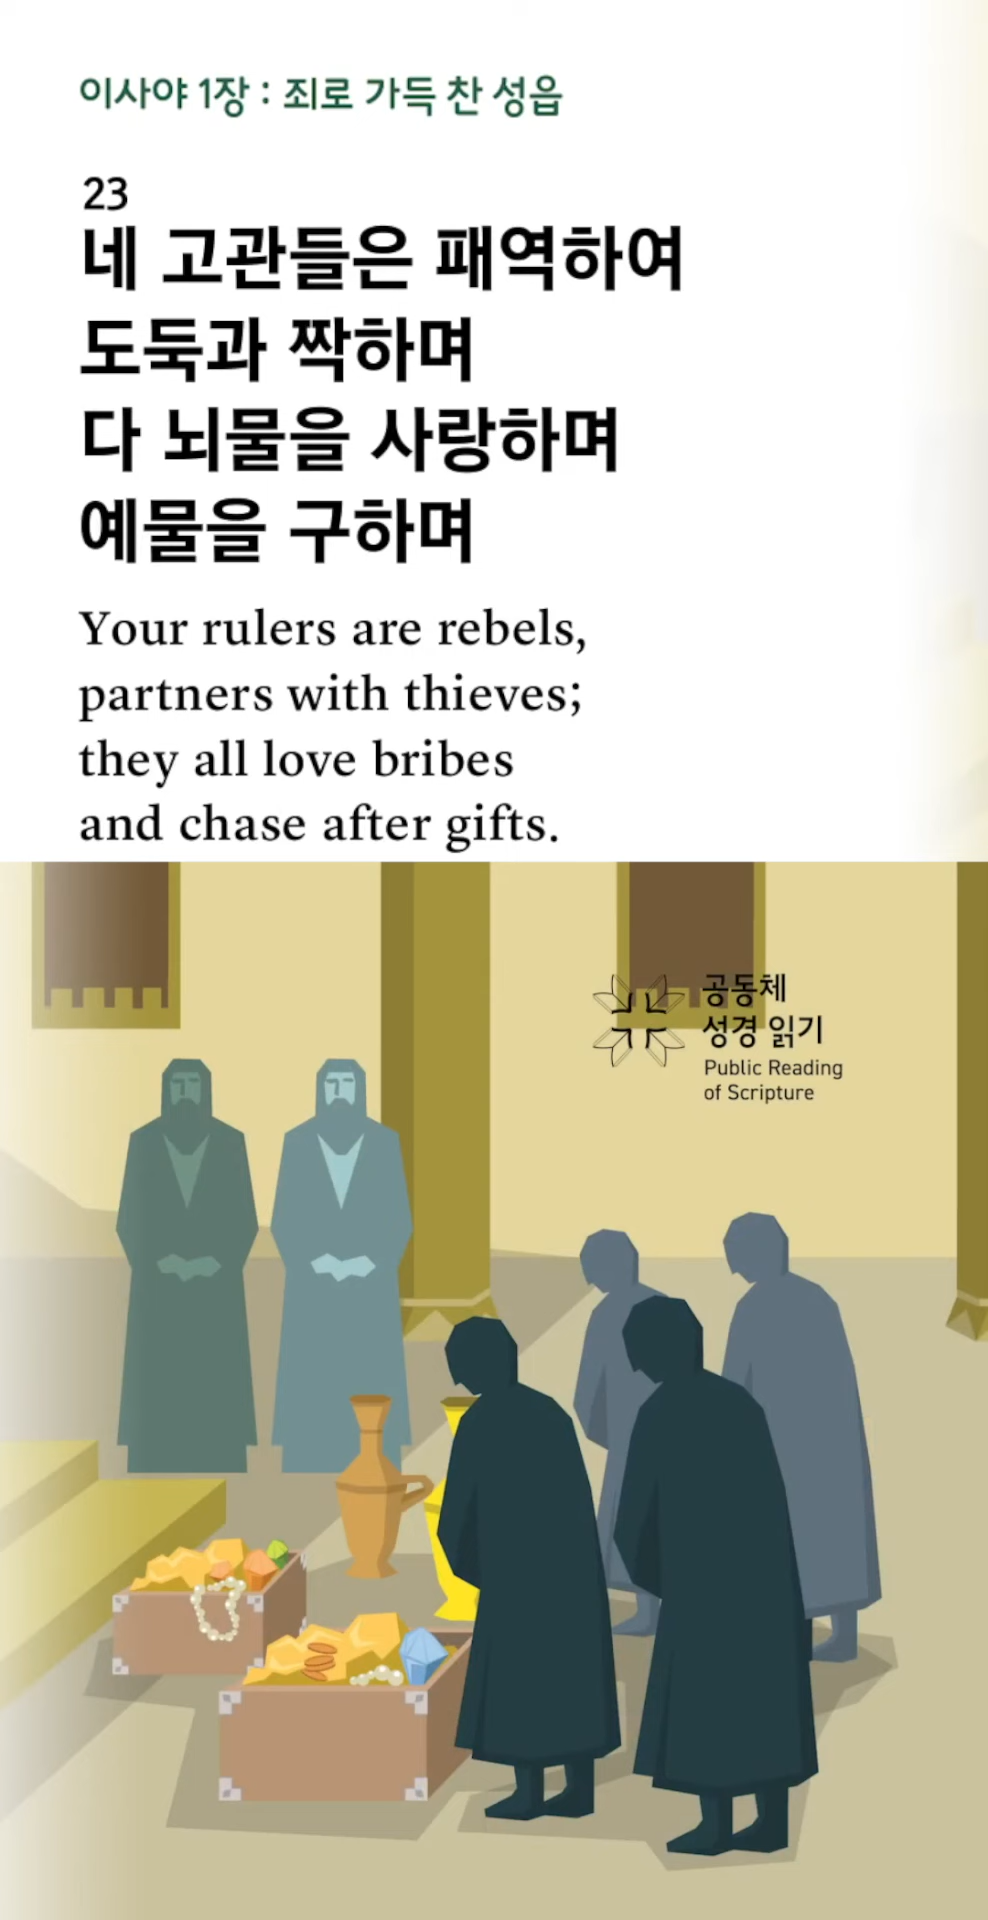 이사야 1장 : 죄로 가득 찬 성읍
23
네 고관들은 패역하여
도둑과 짝하며
다 뇌물을 사랑하며
예물을 구하며
Your rulers are rebels,
partners with thieves;
they all love bribes
and chase after gifts.
공동체
성경 읽기
Public Reading
of Scripture